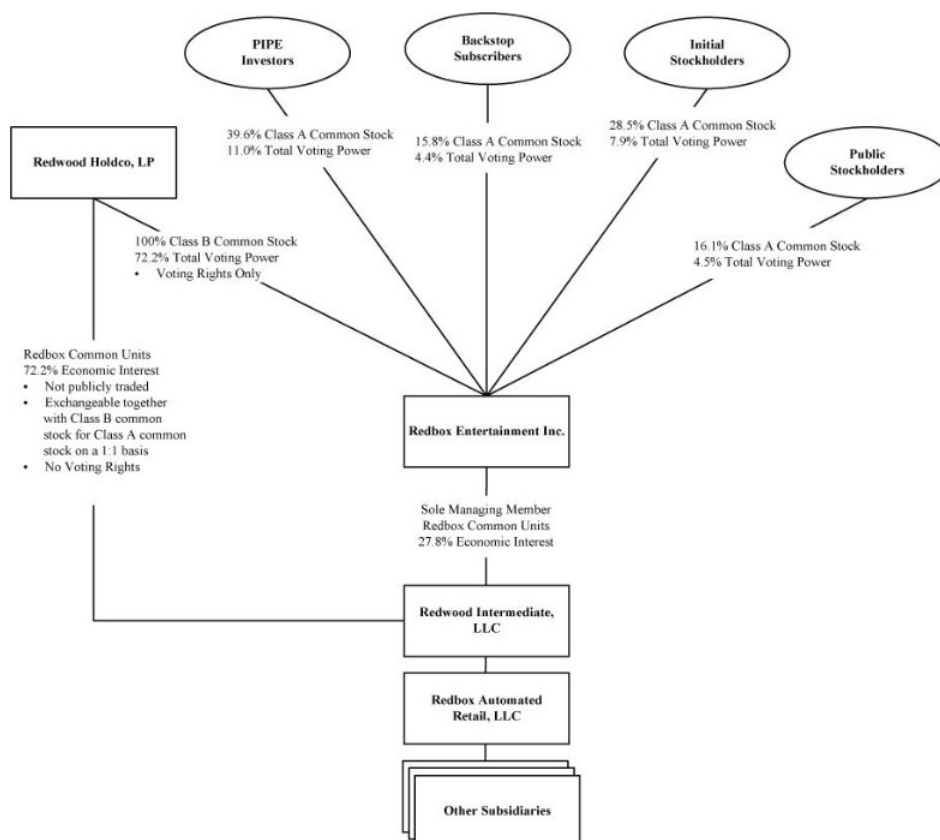 PIPE
Investors
Backstop
Subscribers
Initial
Stockholders
Redwood Holdco, LP
39.6% Class A Common Stock
11.0% Total Voting Power
15.8% Class A Common Stock
4.4% Total Voting Power
28.5% Class A Common Stock
7.9% Total Voting Power
Public
Stockholders
100% Class B Common Stock
72.2% Total Voting Power
• Voting Rights Only
16.1% Class A Common Stock
4.5% Total Voting Power
Redbox Common Units
72.2% Economic Interest
• Not publicly traded
• Exchangeable together
with Class B common
stock for Class A common
stock on a 1:1 basis
• No Voting Rights
Redbox Entertainment Inc.
Sole Managing Member
Redbox Common Units
27.8% Economic Interest
Redwood Intermediate,
LLC
Redbox Automated
Retail, LLC
Other Subsidiaries